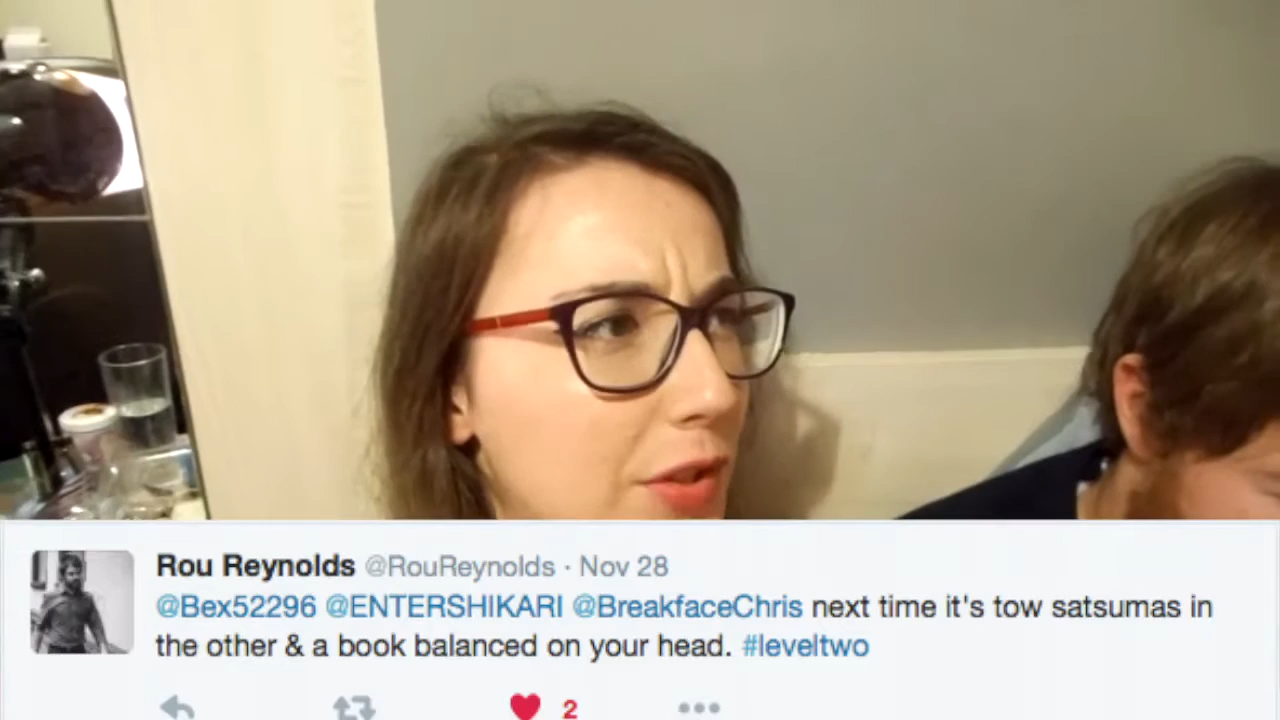 Rou Reynolds @RouReynolds · Nov 28
@Bex52296 @ENTERSHIKARI @BreakfaceChris next time it's tow satsumas in
the other & a book balanced on your head. #leveltwo
2